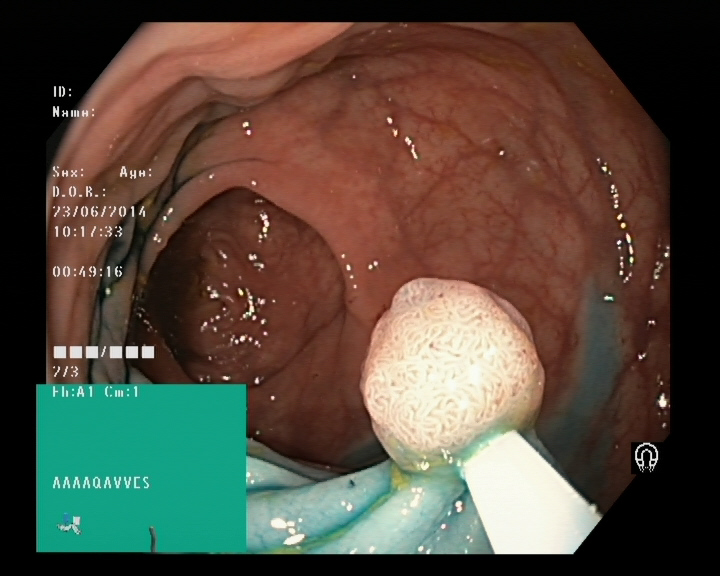 ID:
Name:
Sex: Age:
D.O.B.:
23/06/2014
10:17:33
00:49:16
■■■/■■■
2/3
Eh:A1 Cm:1
AAAAQAVVES